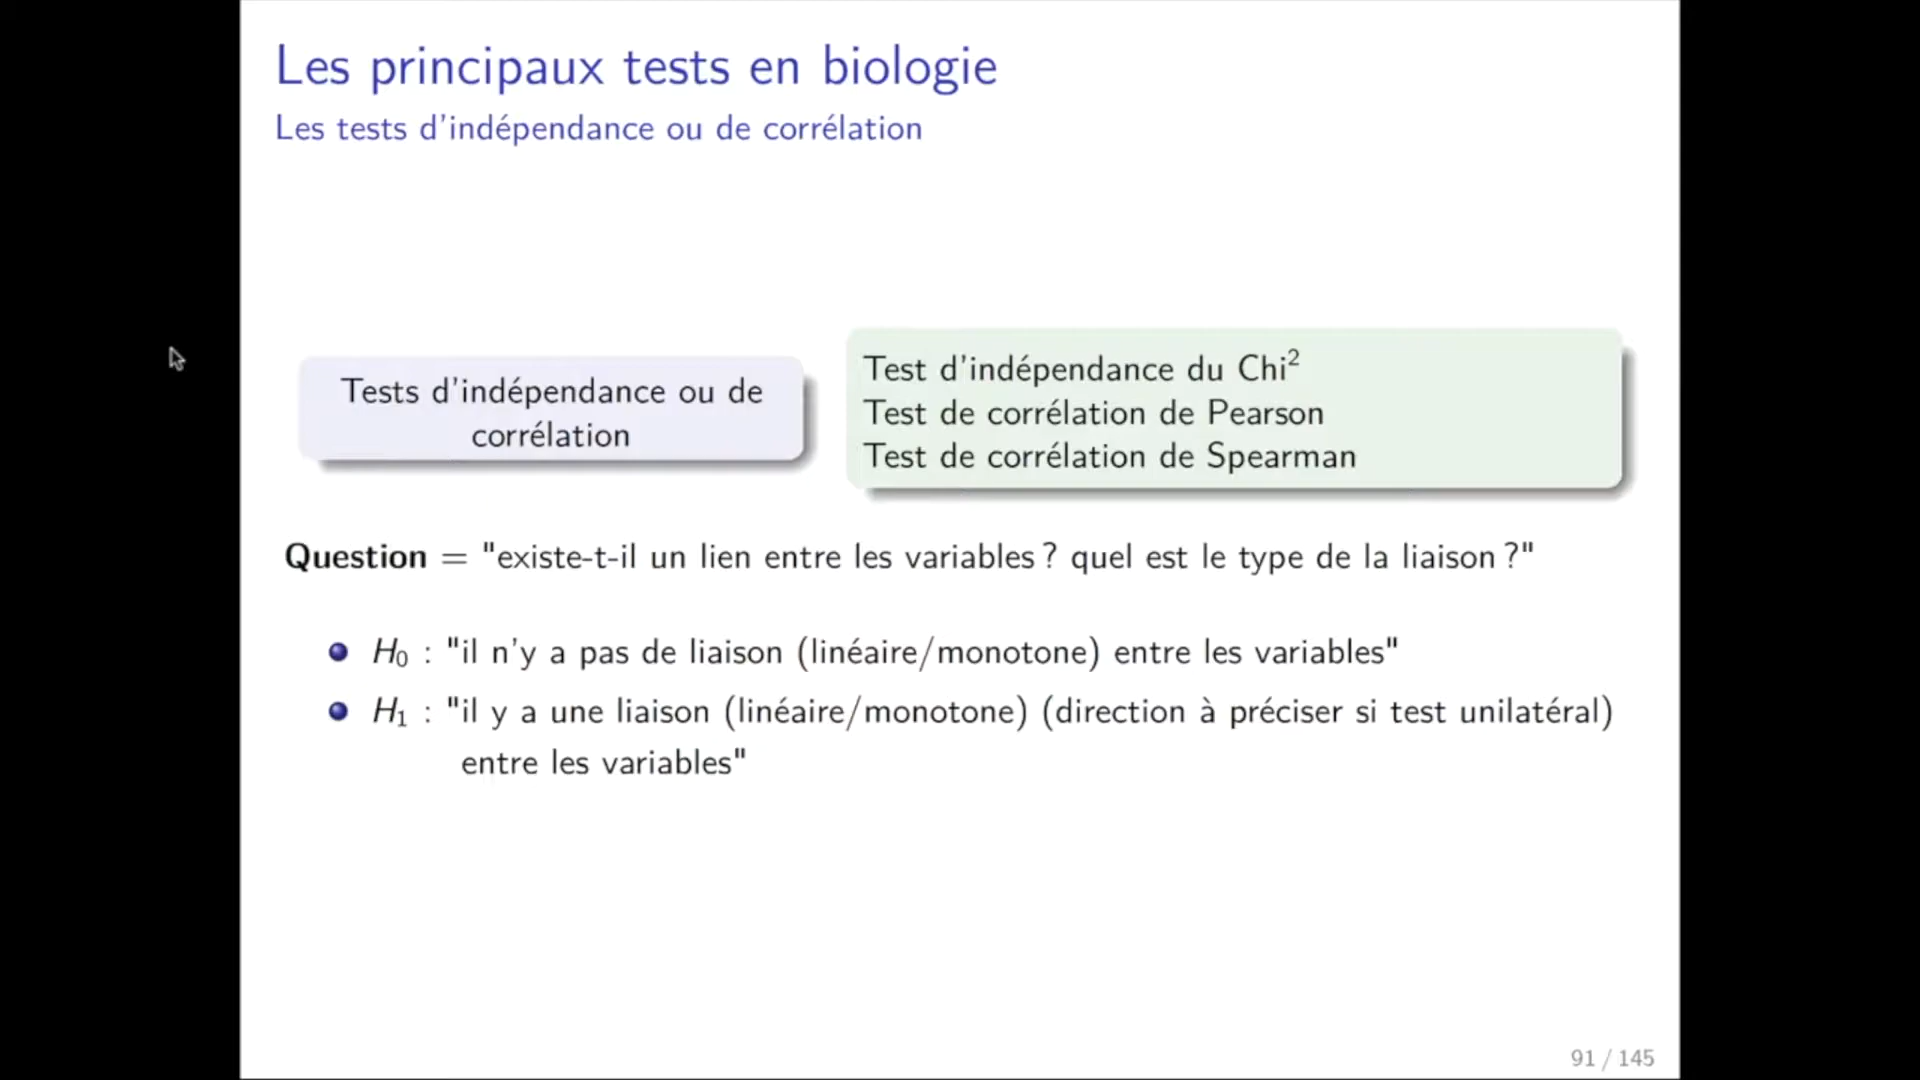 Les principaux tests en biologie
Les tests d'indépendance ou de corrélation
Tests d'indépendance ou de
corrélation
Test d'indépendance du Chi²
Test de corrélation de Pearson
Test de corrélation de Spearman
Question = "existe-t-il un lien entre les variables ? quel est le type de la liaison ?"
H₀ : "il n'y a pas de liaison (linéaire/monotone) entre les variables"
H₁ : "il y a une liaison (linéaire/monotone) (direction à préciser si test unilatéral)
entre les variables"
91 / 145